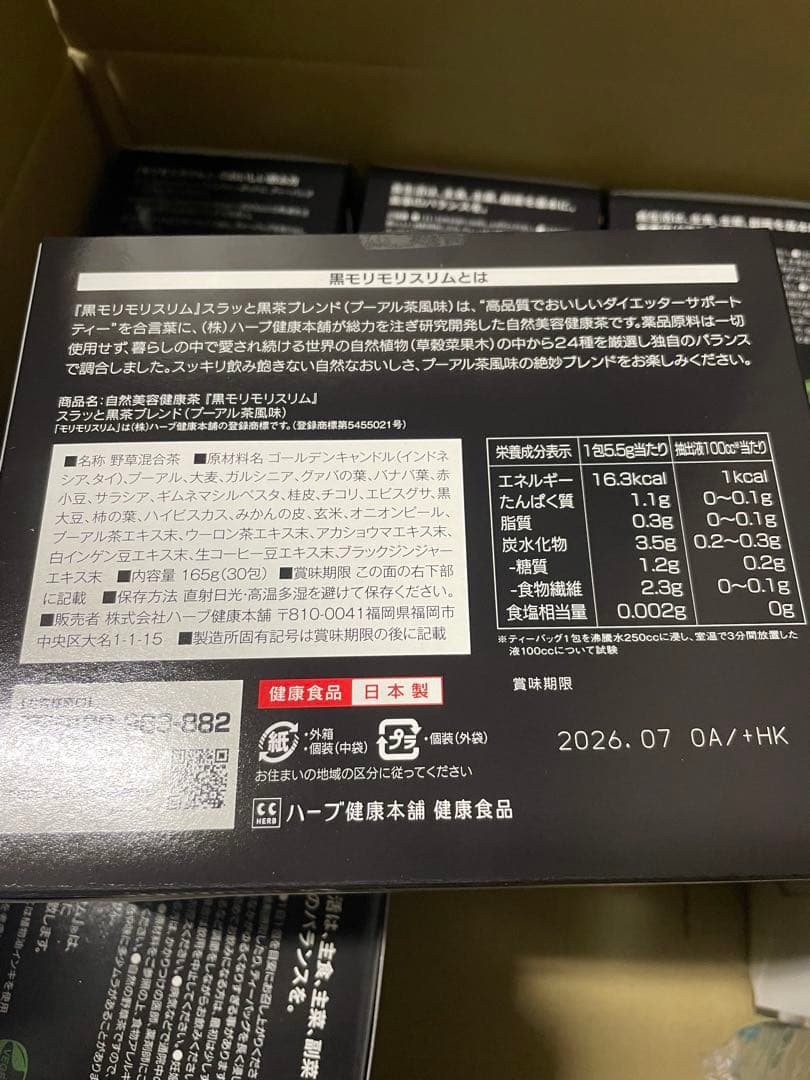 黒モリモリスリムとは
『黒モリモリスリム』スラッと黒茶ブレンド（プーアル茶風味）は、“高品質でおいしいダイエッターサポート
ティー”を合言葉に、（株）ハーブ健康本舗が総力を注ぎ研究開発した自然美容健康茶です。薬品原料は一切
使用せず、暮らしの中で愛され続ける世界の自然植物（草穀菜果木）の中から24種を厳選し独自のバランス
で調合しました。スッキリ飲み飽きない自然なおいしさ、プーアル茶風味の絶妙ブレンドをお楽しみください。
商品名：自然美容健康茶『黒モリモリスリム』
スラッと黒茶ブレンド（プーアル茶風味）
「モリモリスリム」は（株）ハーブ健康本舗の登録商標です。（登録商標第5455021号）
■名称 野草混合茶 ■原材料名 ゴールデンキャンドル（インドネ
シア、タイ）、プーアル、大麦、ガルシニア、グァバの葉、バナバ葉、赤
小豆、サラシア、ギムネマシルベスタ、桂皮、チコリ、エビスグサ、黒
大豆、柿の葉、ハイビスカス、みかんの皮、玄米、オニオンピール、
プーアル茶エキス末、ウーロン茶エキス末、アカショウマエキス末、
白インゲン豆エキス末、生コーヒー豆エキス末、ブラックジンジャー
エキス末 ■内容量 165g（30包） ■賞味期限 この面の右下部
に記載 ■保存方法 直射日光・高温多湿を避けて保存ください。
■販売者 株式会社ハーブ健康本舗 〒810-0041福岡県福岡市
中央区大名1-1-15 ■製造所固有記号は賞味期限の後に記載
栄養成分表示 1包5.5g当たり 抽出液100cc※当たり
エネルギー 16.3kcal 1kcal
たんぱく質 1.1g 0〜0.1g
脂質 0.3g 0〜0.1g
炭水化物 3.5g 0.2〜0.3g
-糖質 1.2g 0.2g
-食物繊維 2.3g 0〜0.1g
食塩相当量 0.002g 0g
※ティーバッグ1包を沸騰水250ccに浸し、室温で3分間放置した
液100ccについて試験
賞味期限
2026.07 0A/+HK
健康食品 日本製
紙 ・外箱
・個装（中袋）
プラ ・個装（外袋）
お住まいの地域の区分に従ってください
CC
HERB
ハーブ健康本舗 健康食品
-882
は、主食、主菜、副菜
のバランスを。